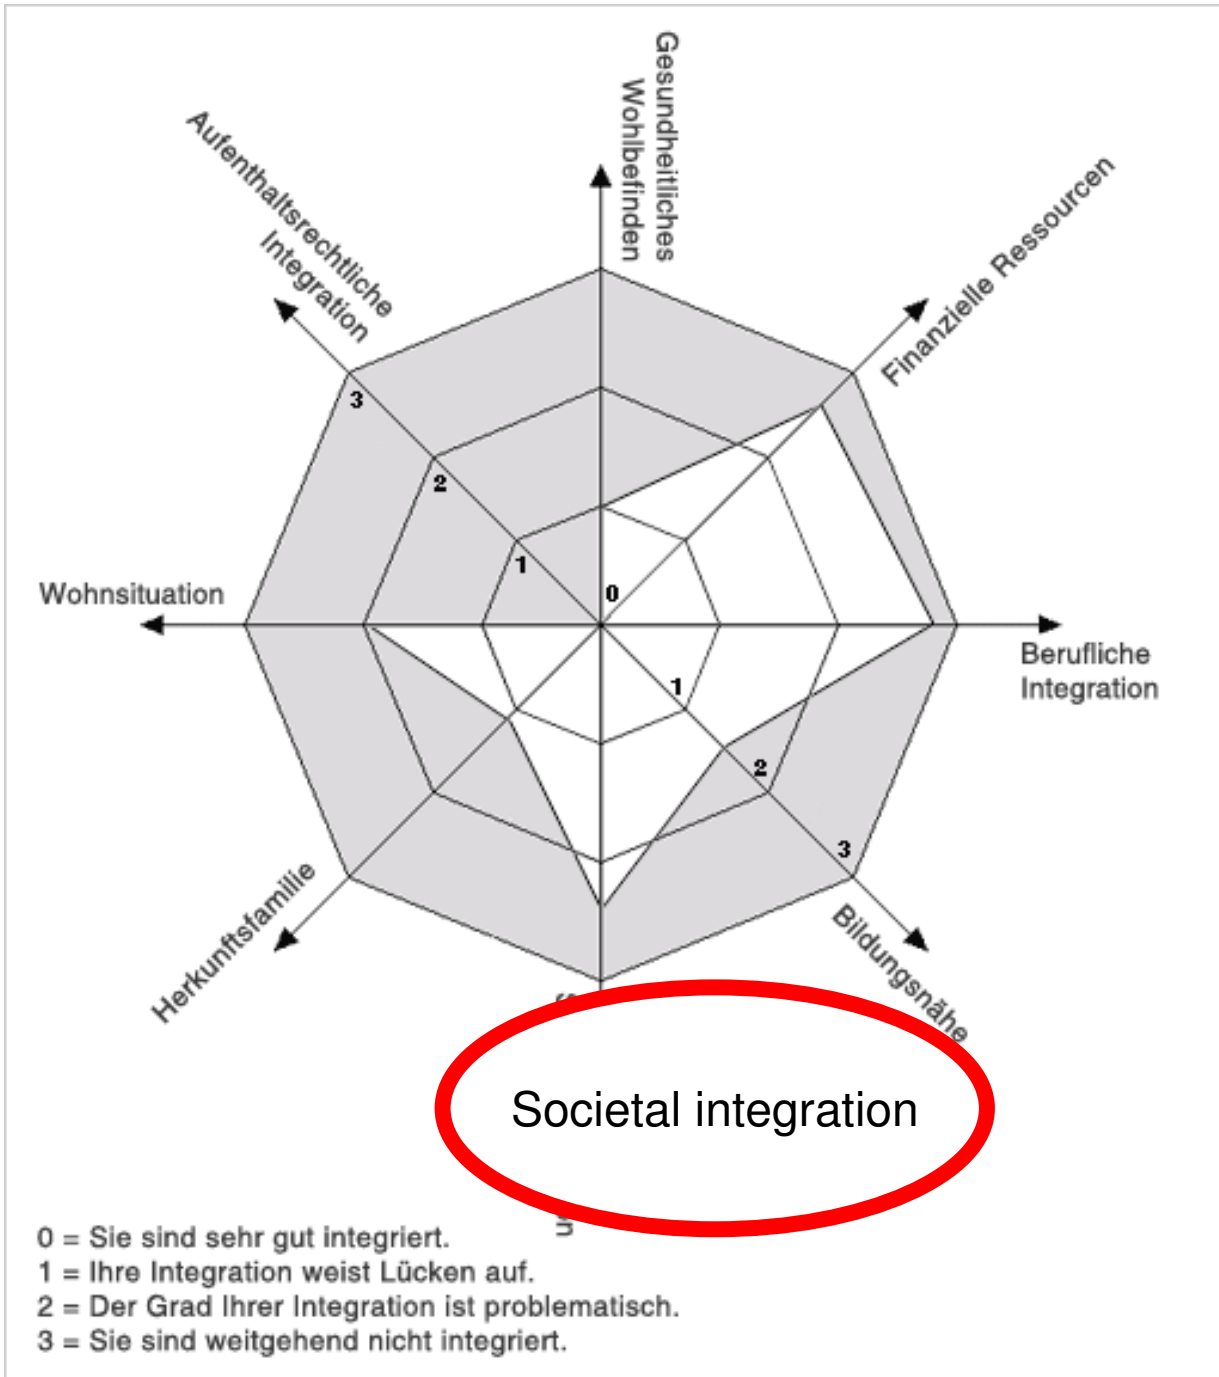 Gesundheitliches
Wohlbefinden
Aufenthaltsrechtliche
Integration
Finanzielle Ressourcen
3
2
1
0
Wohnsituation
Berufliche
Integration
1
2
3
Herkunftsfamilie
Bildungsnähe
Societal integration
0 = Sie sind sehr gut integriert.
1 = Ihre Integration weist Lücken auf.
2 = Der Grad Ihrer Integration ist problematisch.
3 = Sie sind weitgehend nicht integriert.